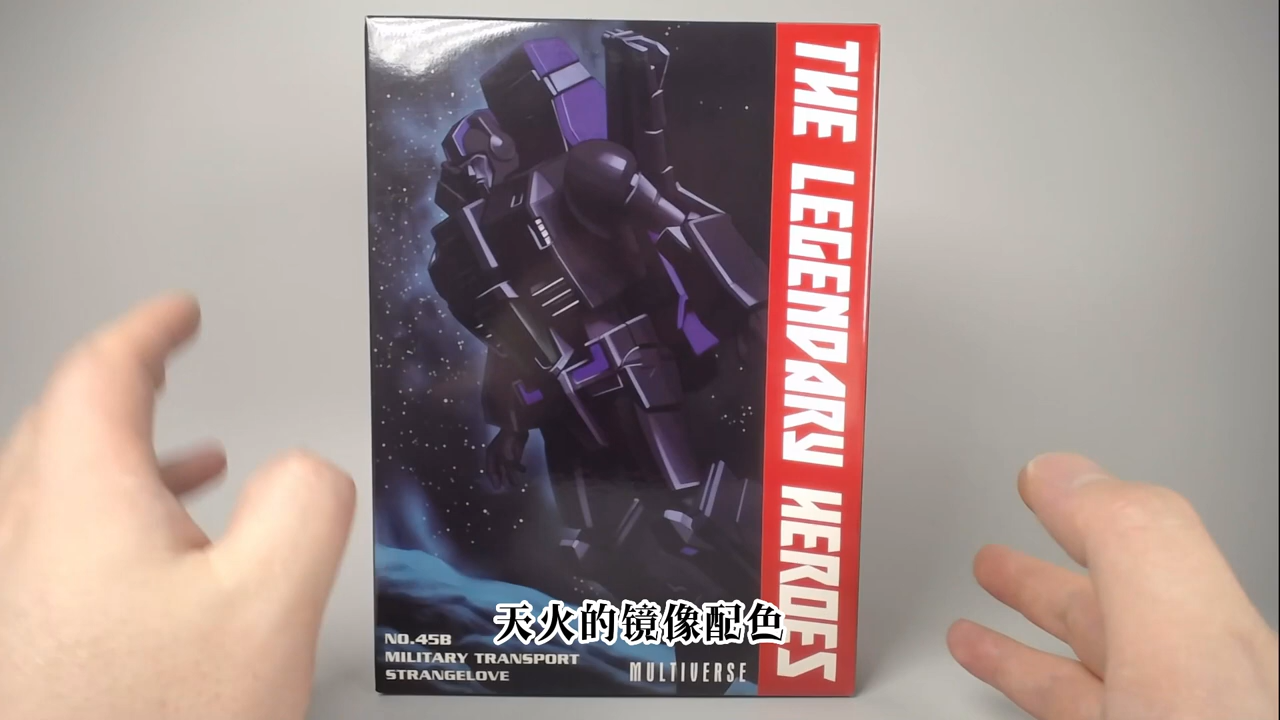 THE LEGENDARY HEROES
NO.45B
MILITARY TRANSPORT
STRANGELOVE
MULTIVERSE
天火的镜像配色